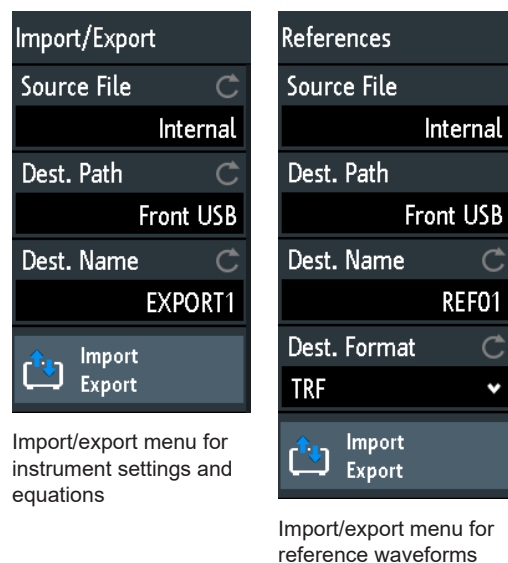 Import/Export
Source File
Internal
Dest. Path
Front USB
Dest. Name
EXPORT1
Import
Export
Import/export menu for
instrument settings and
equations
References
Source File
Internal
Dest. Path
Front USB
Dest. Name
REF01
Dest. Format
TRF
Import
Export
Import/export menu for
reference waveforms